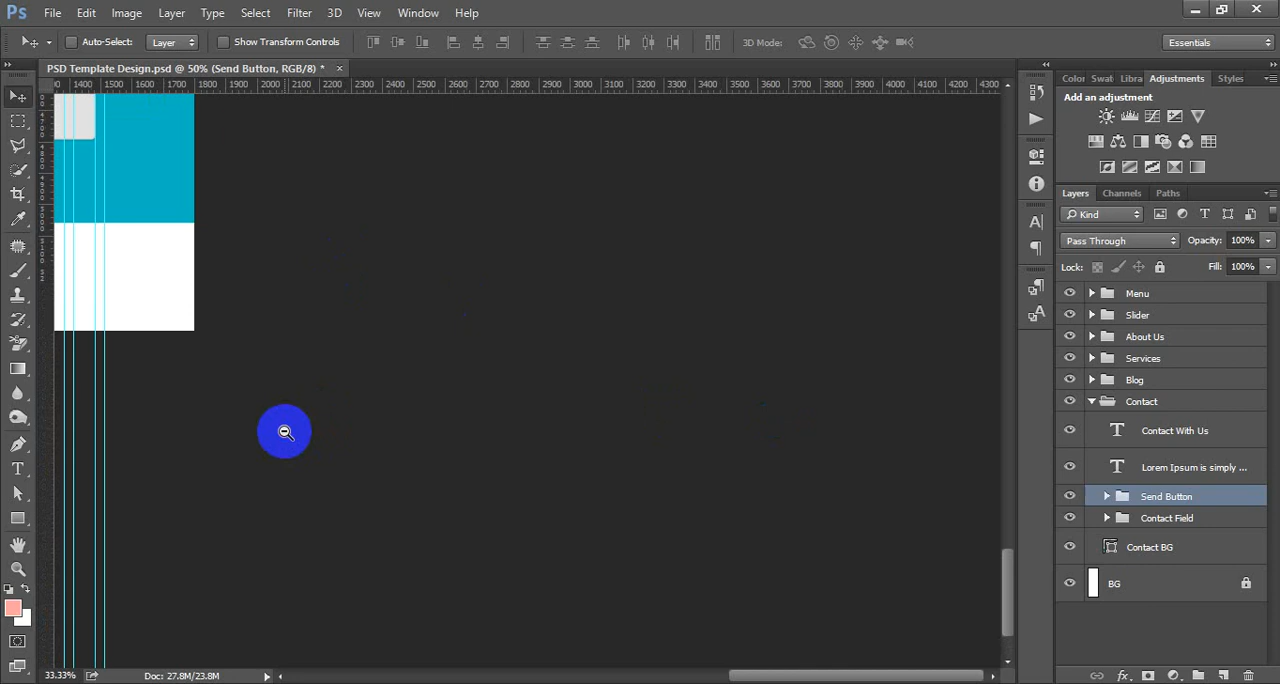 Ps File Edit Image Layer Type Select Filter 3D View Window Help
Auto-Select: Layer Show Transform Controls 3D Mode: Essentials
PSD Template Design.psd @ 50% (Send Button, RGB/8) * ×
1400 1500 1600 1700 1800 1900 2000 2100 2200 2300 2400 2500 2600 2700 2800 2900 3000 3100 3200 3300 3400 3500 3600 3700 3800 3900 4000 4100 4200 4300
Color Swat Libra Adjustments Styles
Add an adjustment
Layers Channels Paths
Kind
Pass Through Opacity: 100%
Lock: Fill: 100%
Menu
Slider
About Us
Services
Blog
Contact
T Contact With Us
T Lorem Ipsum is simply ...
Send Button
Contact Field
Contact BG
BG
33.33% Doc: 27.8M/23.8M
fx